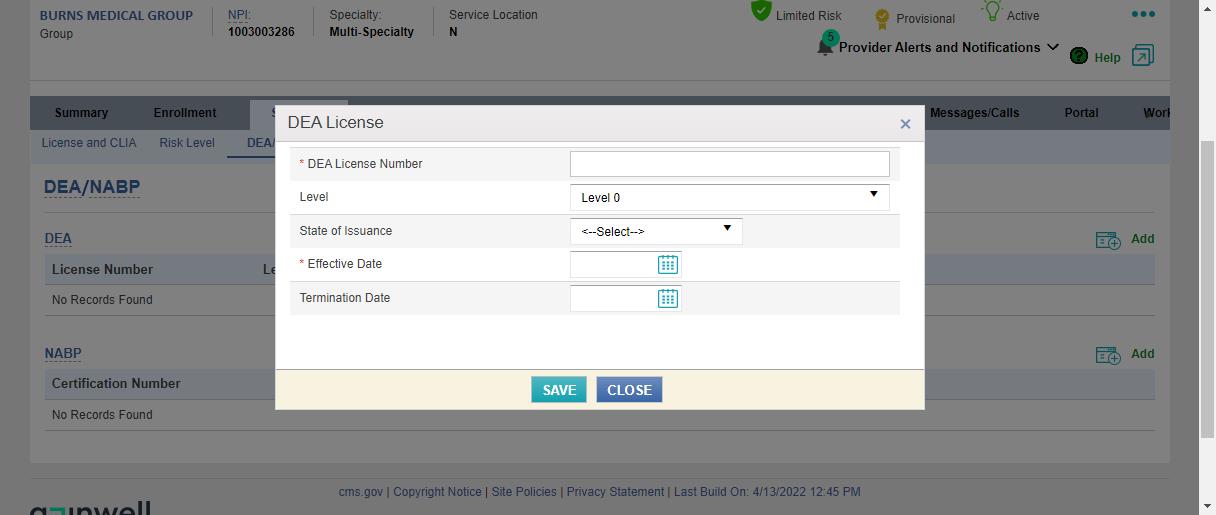 BURNS MEDICAL GROUP
Group
NPI:
1003003286
Specialty:
Multi-Specialty
Service Location
N
Limited Risk
Provisional
Active
5
Provider Alerts and Notifications
Help
Summary
Enrollment
S
Messages/Calls
Portal
Work
License and CLIA
Risk Level
DEA/
DEA/NABP
DEA
Add
License Number
Le
No Records Found
NABP
Add
Certification Number
No Records Found
DEA License
×
* DEA License Number
Level
Level 0
State of Issuance
<--Select-->
* Effective Date
Termination Date
SAVE
CLOSE
cms.gov | Copyright Notice | Site Policies | Privacy Statement | Last Build On: 4/13/2022 12:45 PM
gainwell